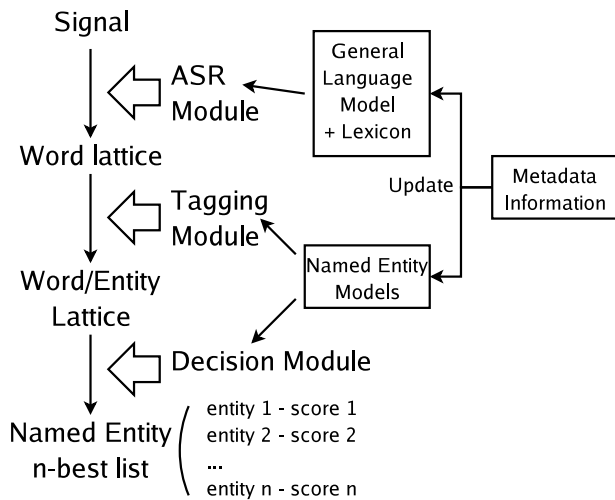 Signal
ASR
Module
General
Language
Model
+ Lexicon
Word lattice
Update
Metadata
Information
Tagging
Module
Named Entity
Models
Word/Entity
Lattice
Decision Module
Named Entity
n-best list
entity 1 - score 1
entity 2 - score 2
...
entity n - score n